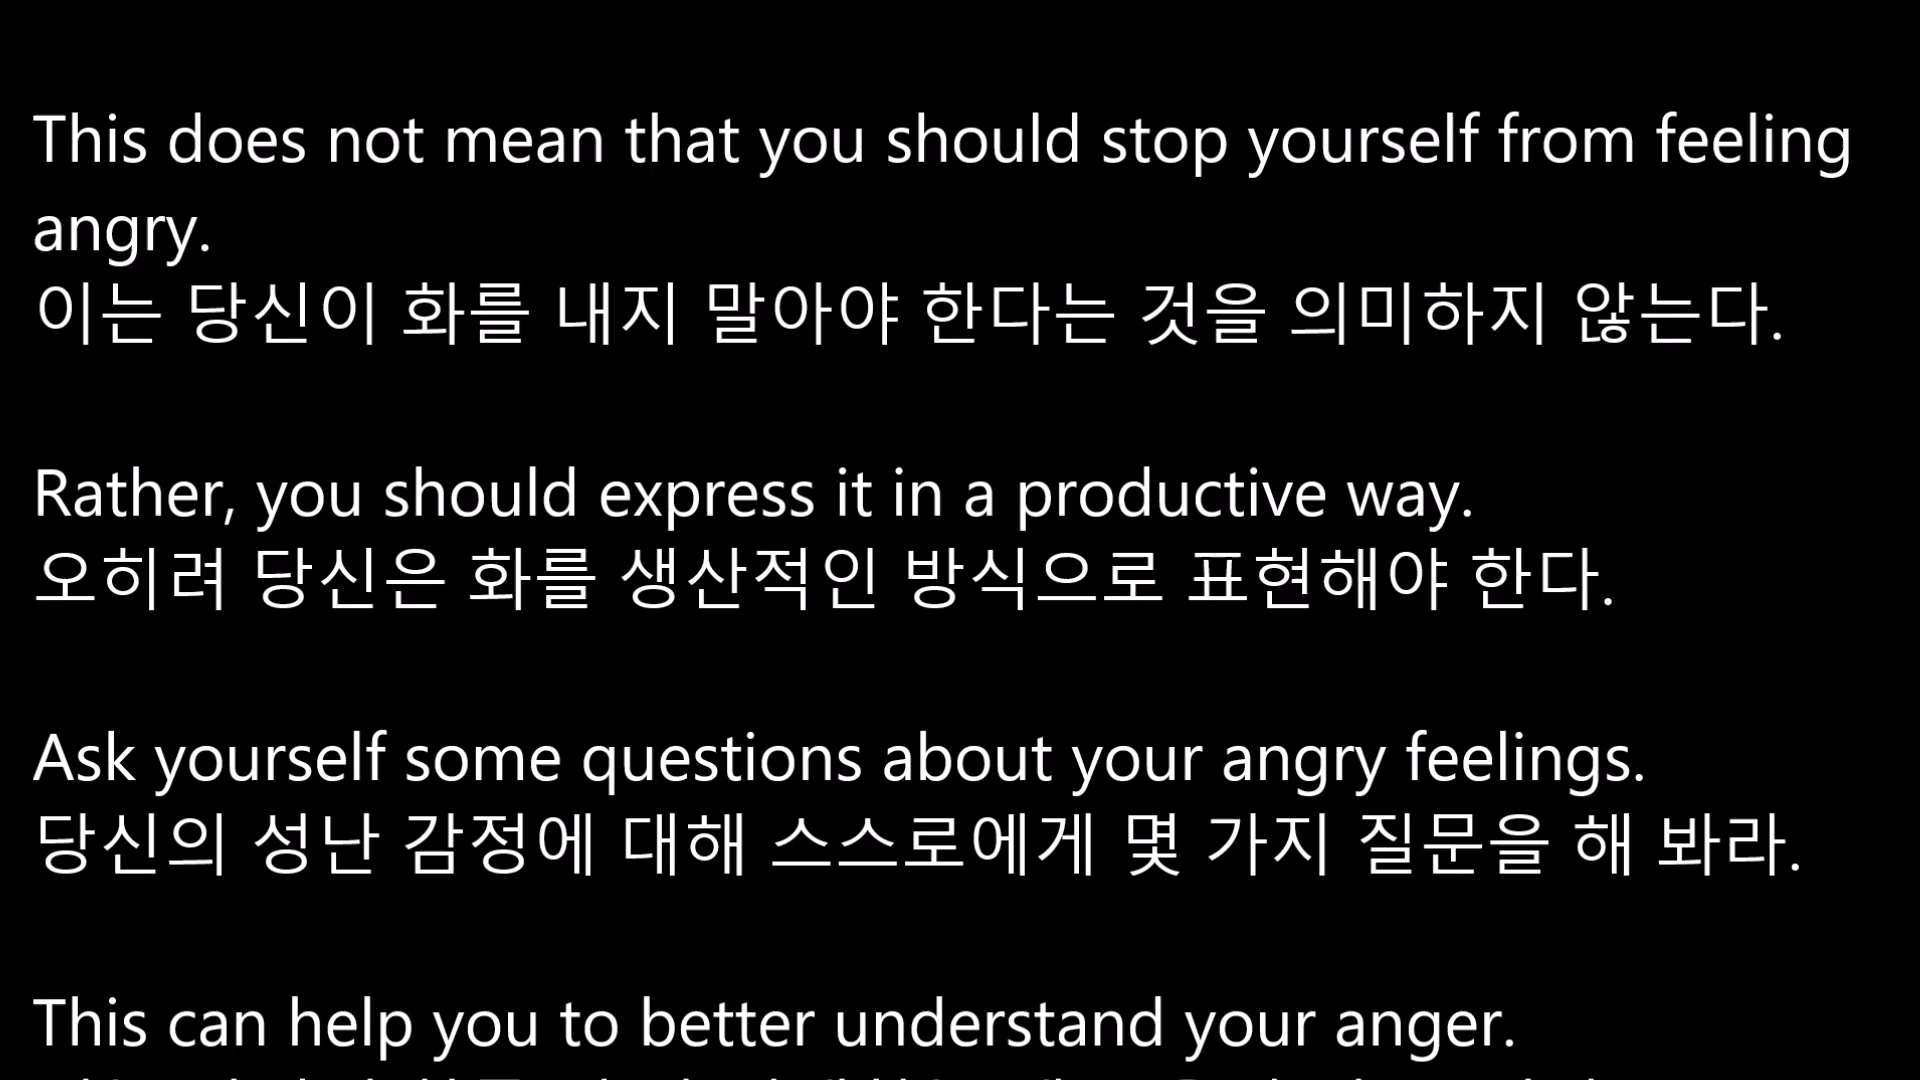 This does not mean that you should stop yourself from feeling
angry.
이는 당신이 화를 내지 말아야 한다는 것을 의미하지 않는다.
Rather, you should express it in a productive way.
오히려 당신은 화를 생산적인 방식으로 표현해야 한다.
Ask yourself some questions about your angry feelings.
당신의 성난 감정에 대해 스스로에게 몇 가지 질문을 해 봐라.
This can help you to better understand your anger.